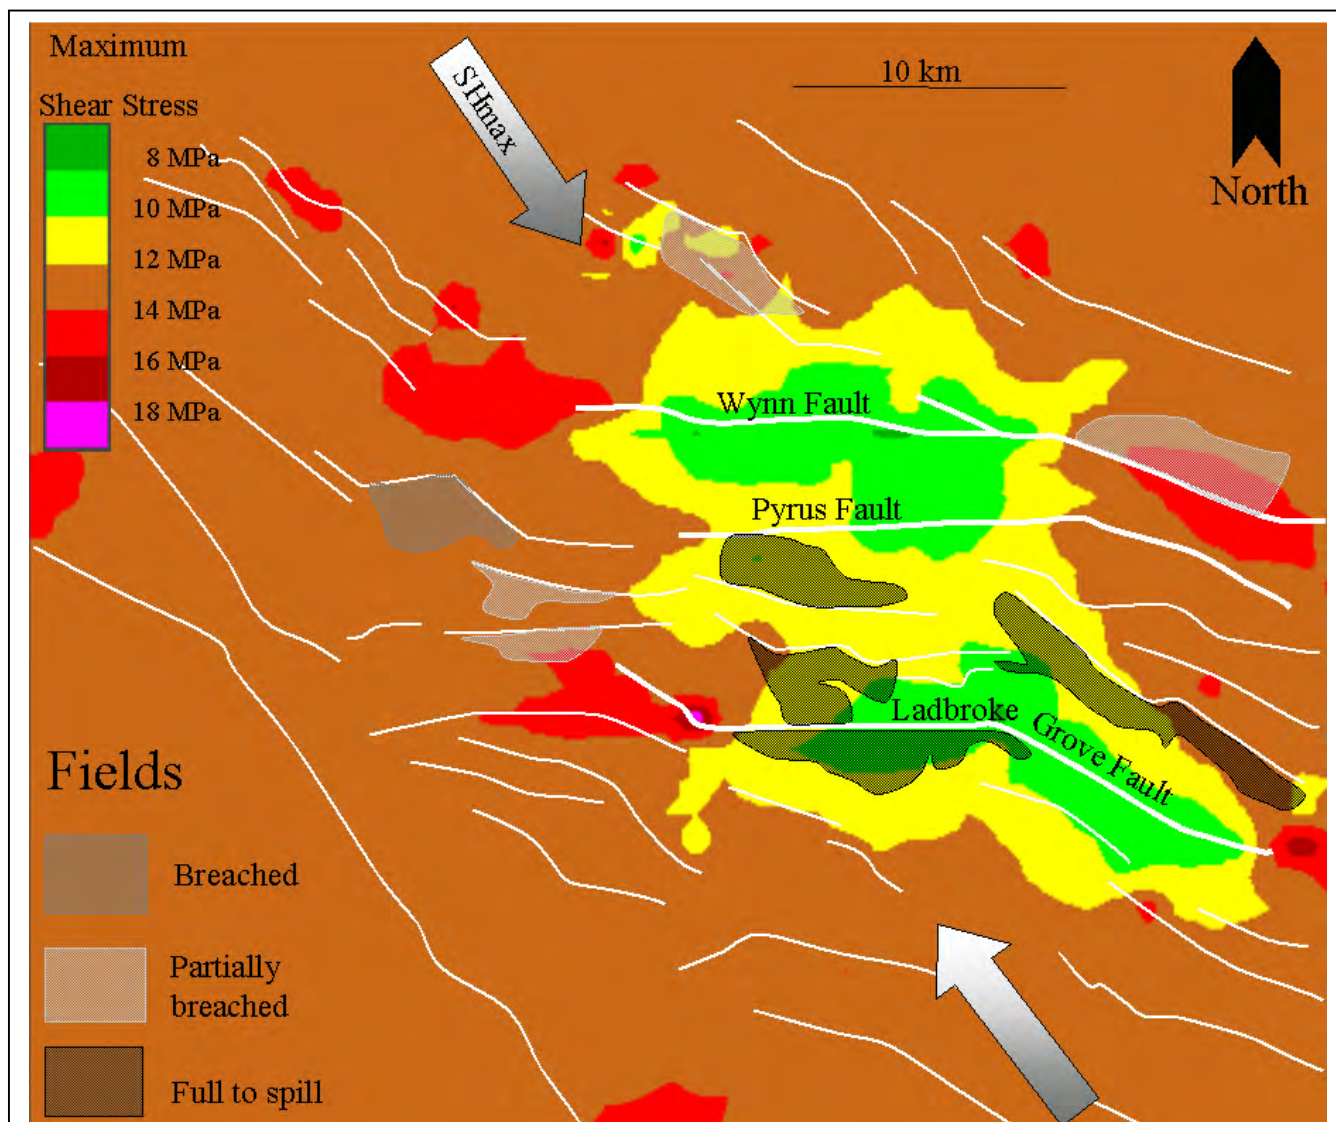 Maximum
Shear Stress
8 MPa
10 MPa
12 MPa
14 MPa
16 MPa
18 MPa
SHmax
10 km
North
Wynn Fault
Pyrus Fault
Ladbroke Grove Fault
Fields
Breached
Partially
breached
Full to spill